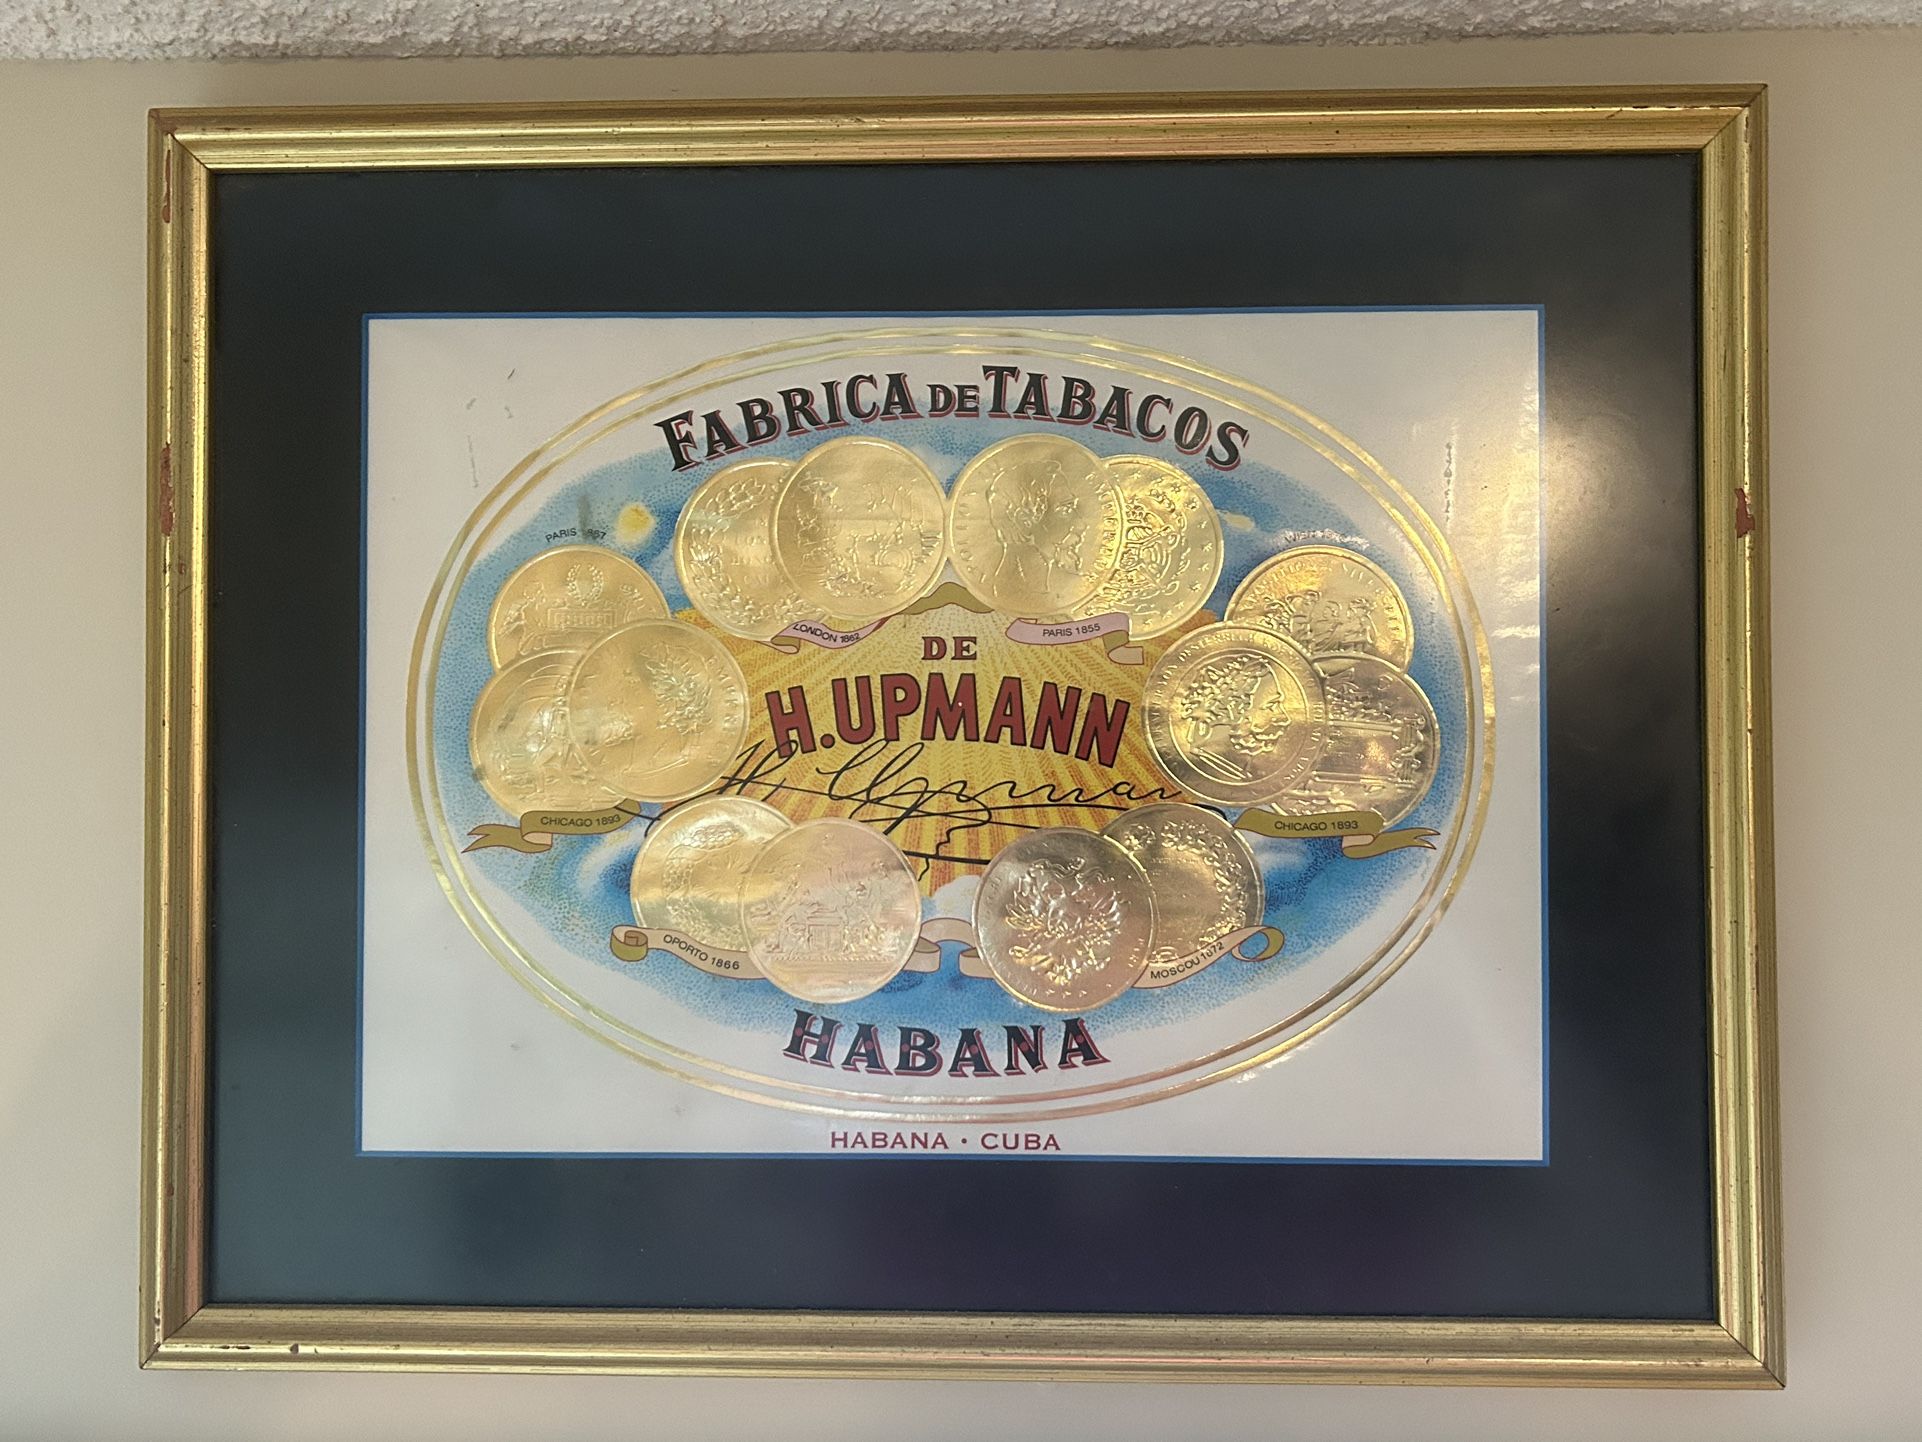 FABRICA DE TABACOS
PARIS 1867
LONDON 1862
PARIS 1855
DE
H.UPMANN
H. Upmann
CHICAGO 1893
CHICAGO 1893
OPORTO 1866
MOSCOU 1872
HABANA
HABANA • CUBA